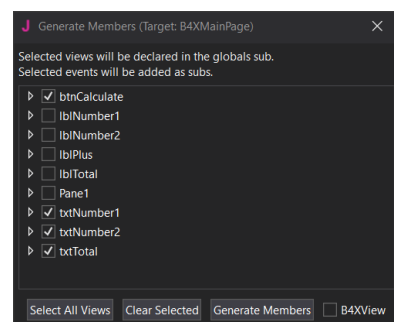 J Generate Members (Target: B4XMainPage)
Selected views will be declared in the globals sub.
Selected events will be added as subs.
btnCalculate
lblNumber1
lblNumber2
lblPlus
lblTotal
Pane1
txtNumber1
txtNumber2
txtTotal
Select All Views Clear Selected Generate Members B4XView